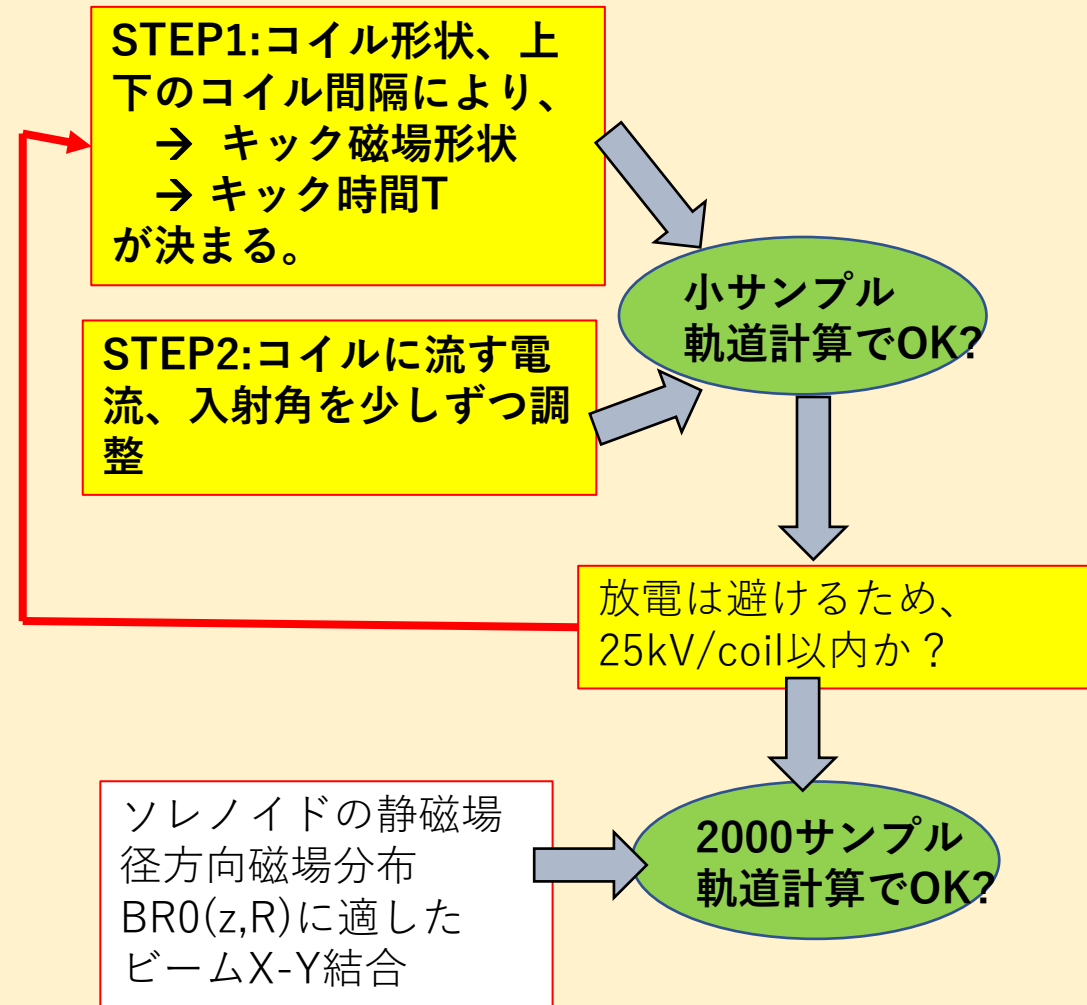 STEP1:コイル形状、上
下のコイル間隔により、
→ キック磁場形状
→ キック時間T
が決まる。
小サンプル
軌道計算でOK?
STEP2:コイルに流す電
流、入射角を少しずつ調
整
放電は避けるため、
25kV/coil以内か？
ソレノイドの静磁場
径方向磁場分布
BR0(z,R)に適した
ビームX-Y結合
2000サンプル
軌道計算でOK?